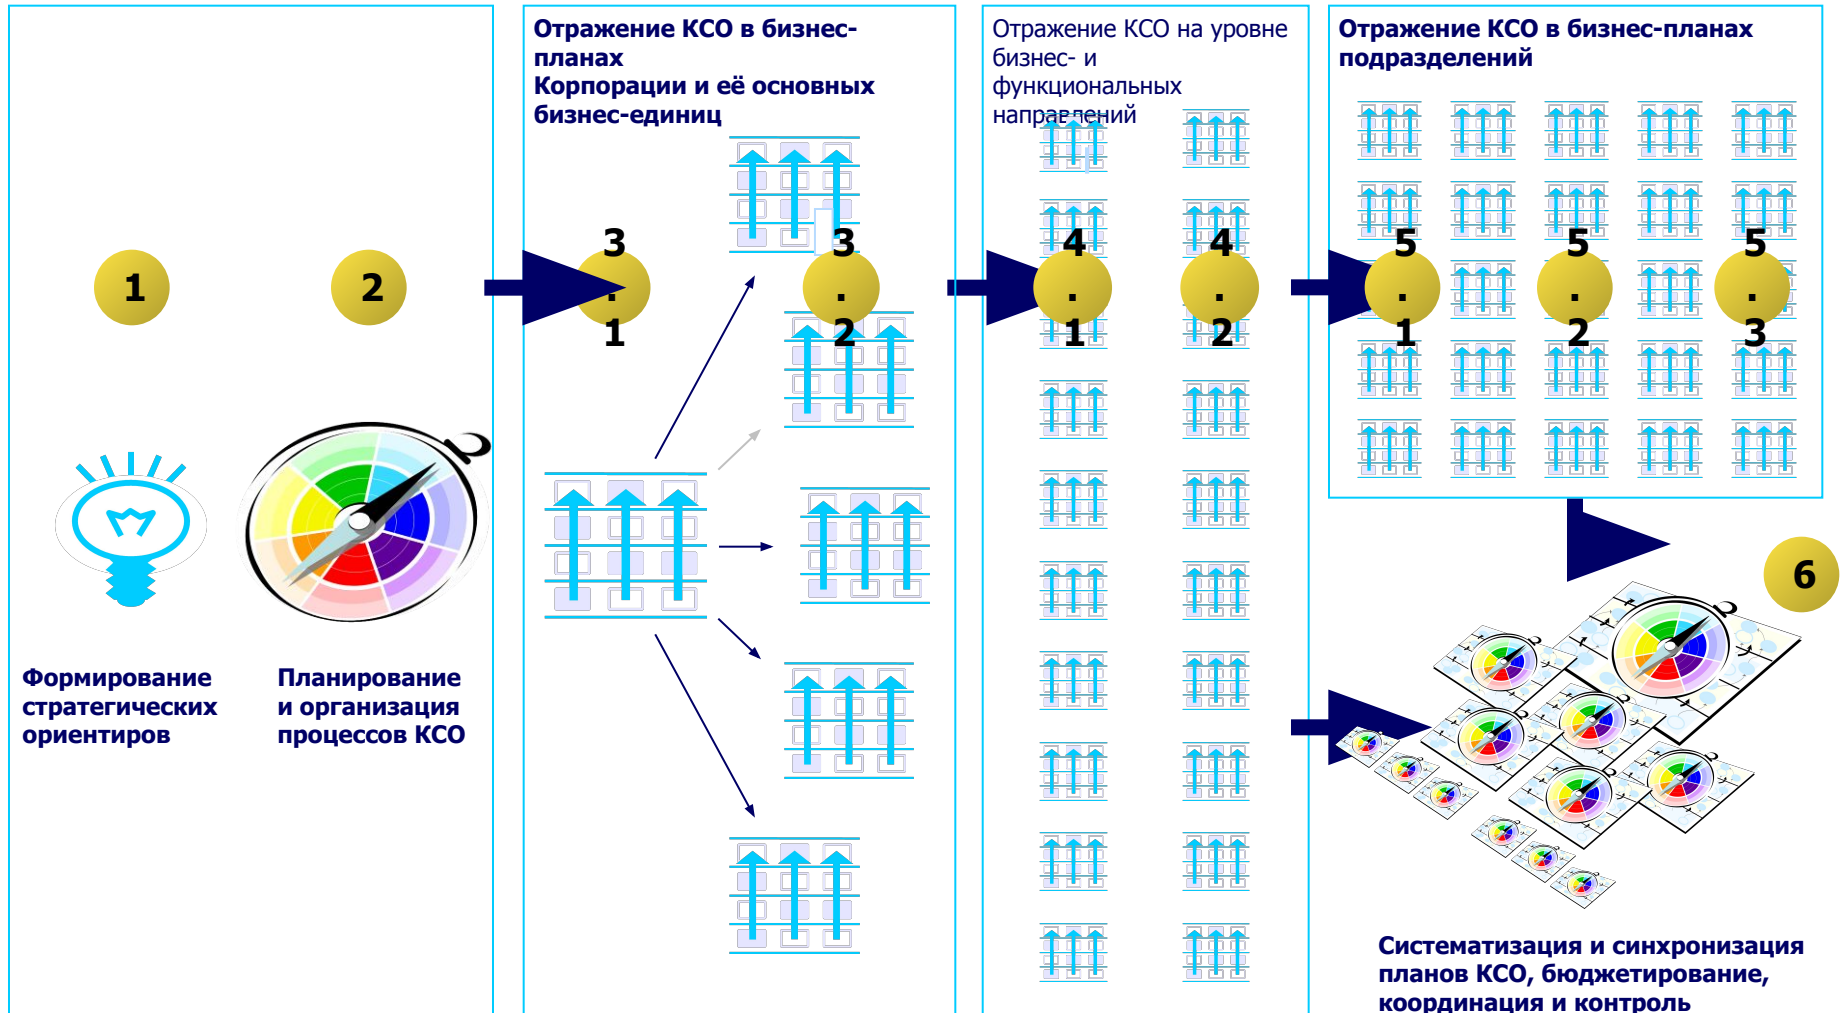 Отражение КСО в бизнес-
планах
Корпорации и её основных
бизнес-единиц
Отражение КСО на уровне
бизнес- и
функциональных
направлений
Отражение КСО в бизнес-планах
подразделений
1
2
3
.
1
3
.
2
4
.
1
4
.
2
5
.
1
5
.
2
5
.
3
6
Формирование
стратегических
ориентиров
Планирование
и организация
процессов КСО
Систематизация и синхронизация
планов КСО, бюджетирование,
координация и контроль